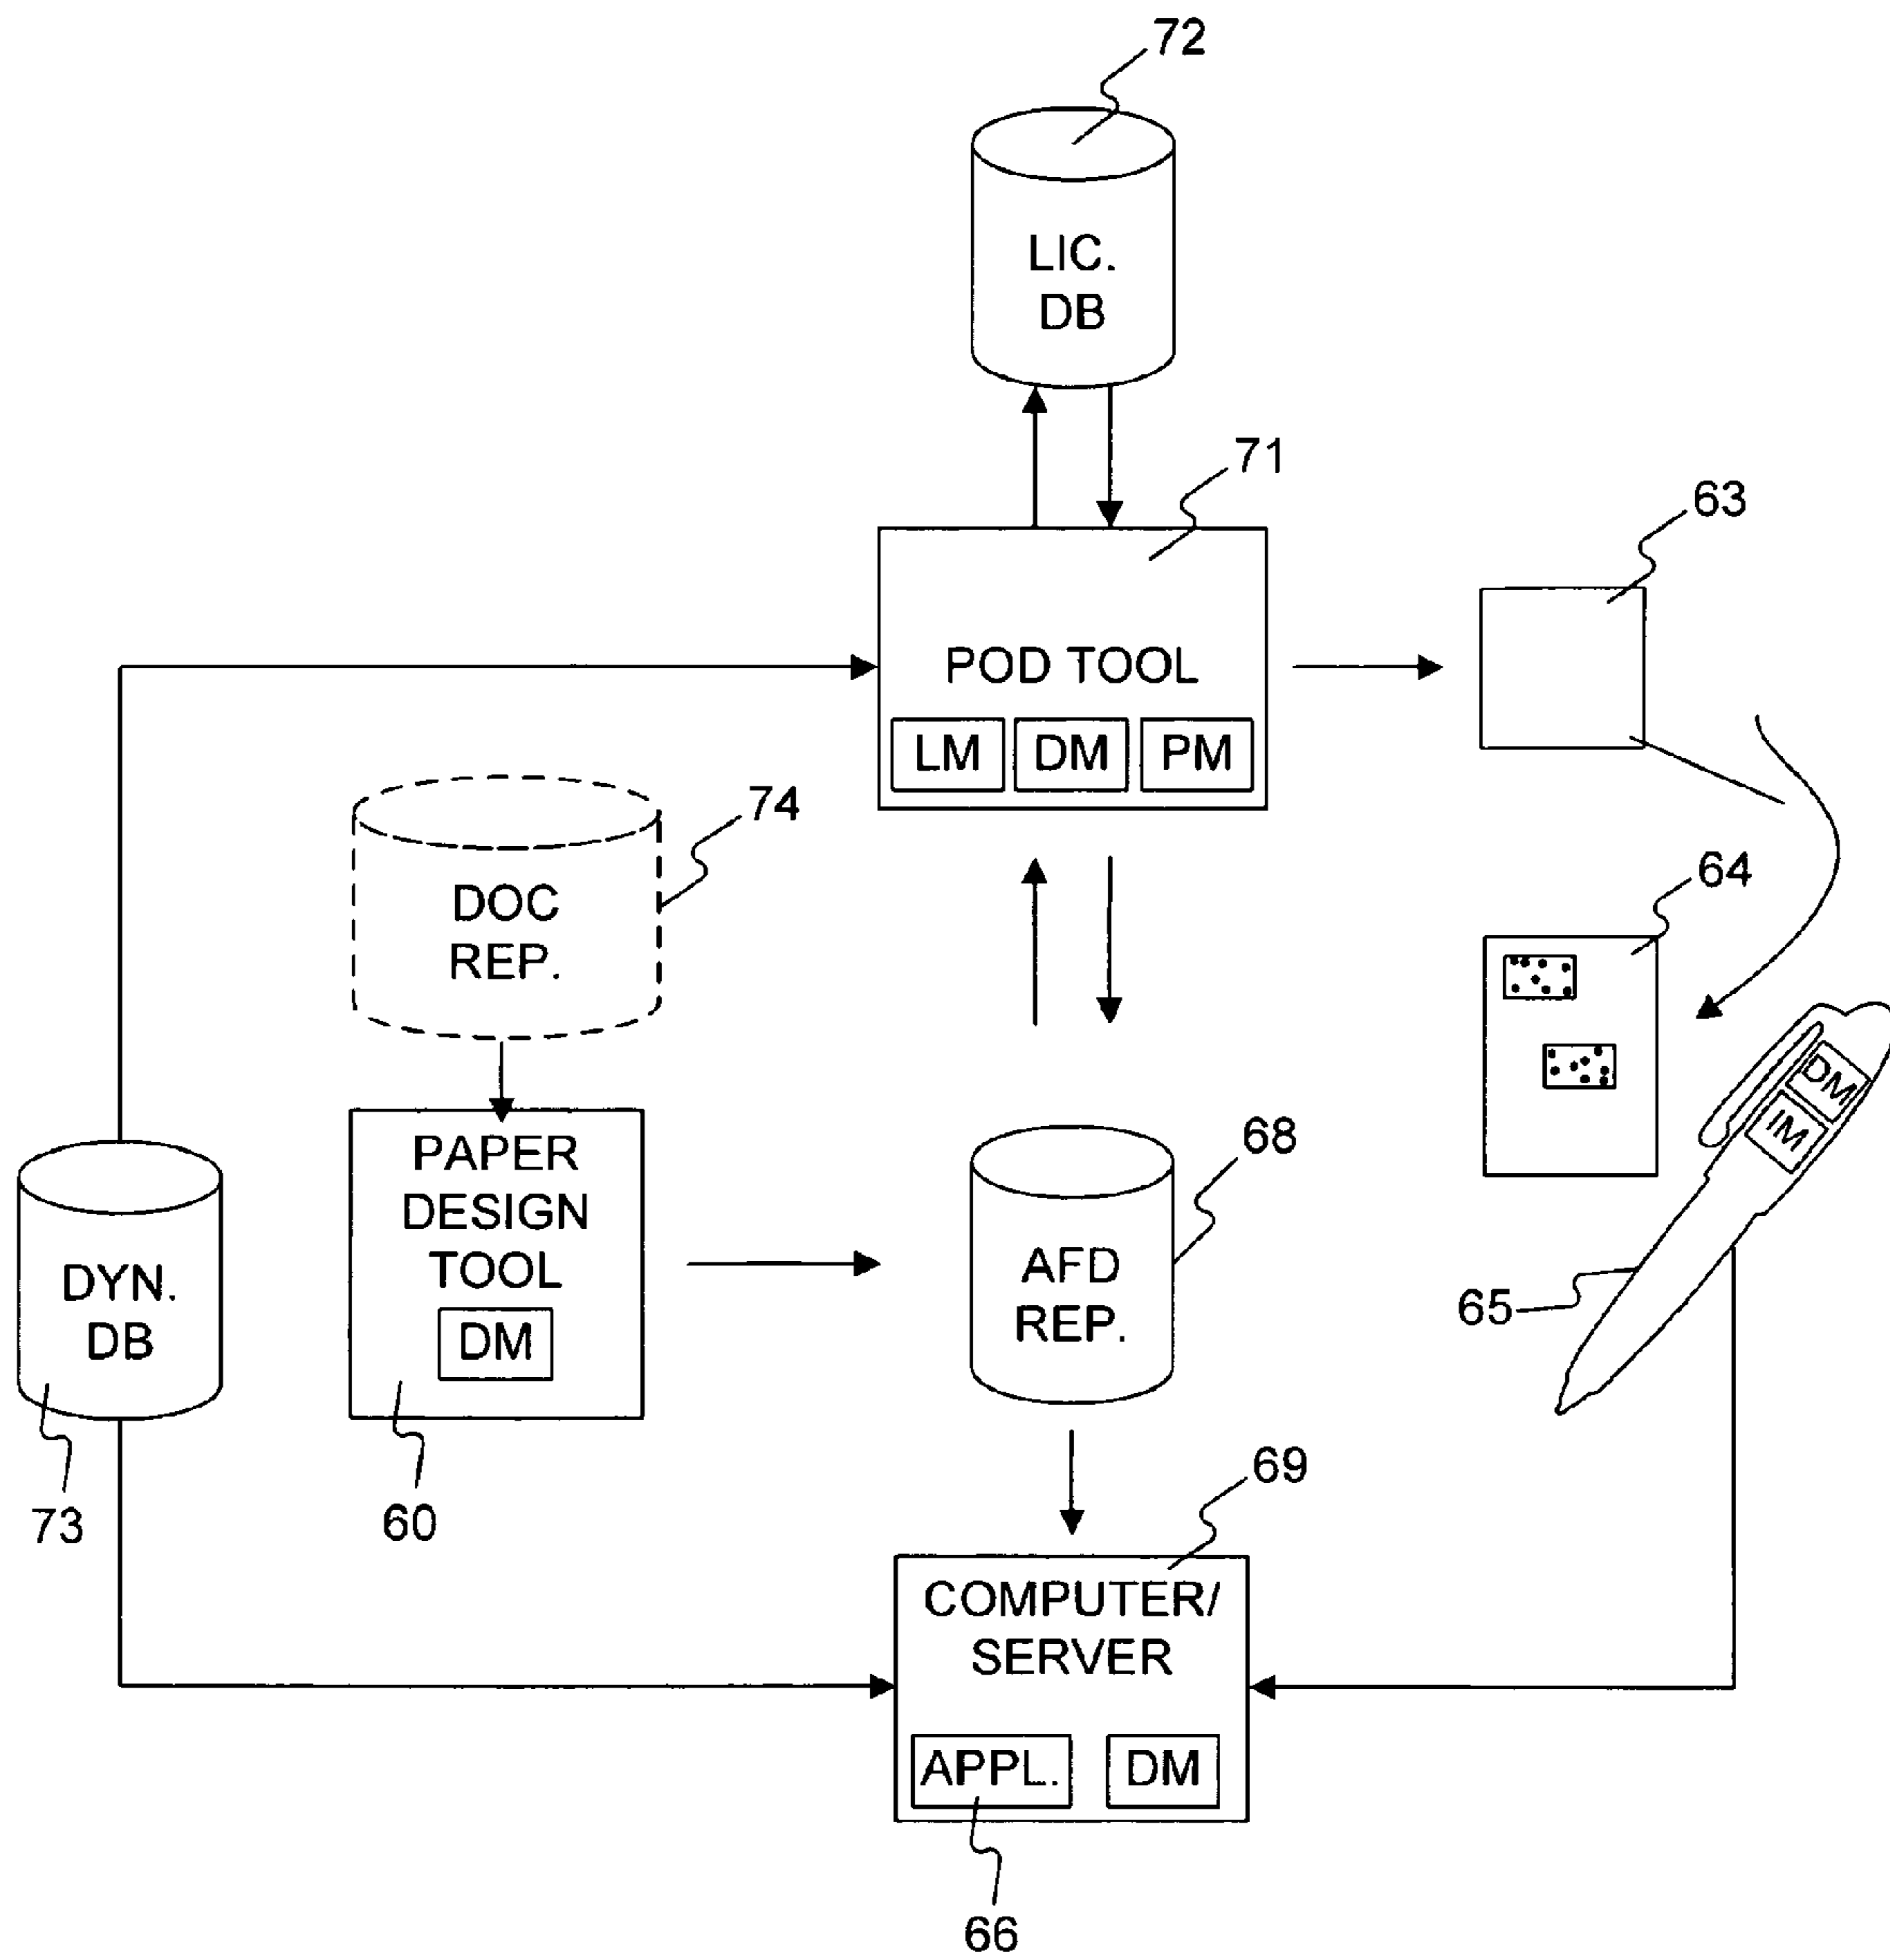 72
LIC.
DB
71
63
POD TOOL
LM DM PM
74
DOC
REP.
64
DM
IM
PAPER
DESIGN
TOOL
DM
68
DYN.
DB
AFD
REP.
65
73
60
69
COMPUTER/
SERVER
APPL. DM
66